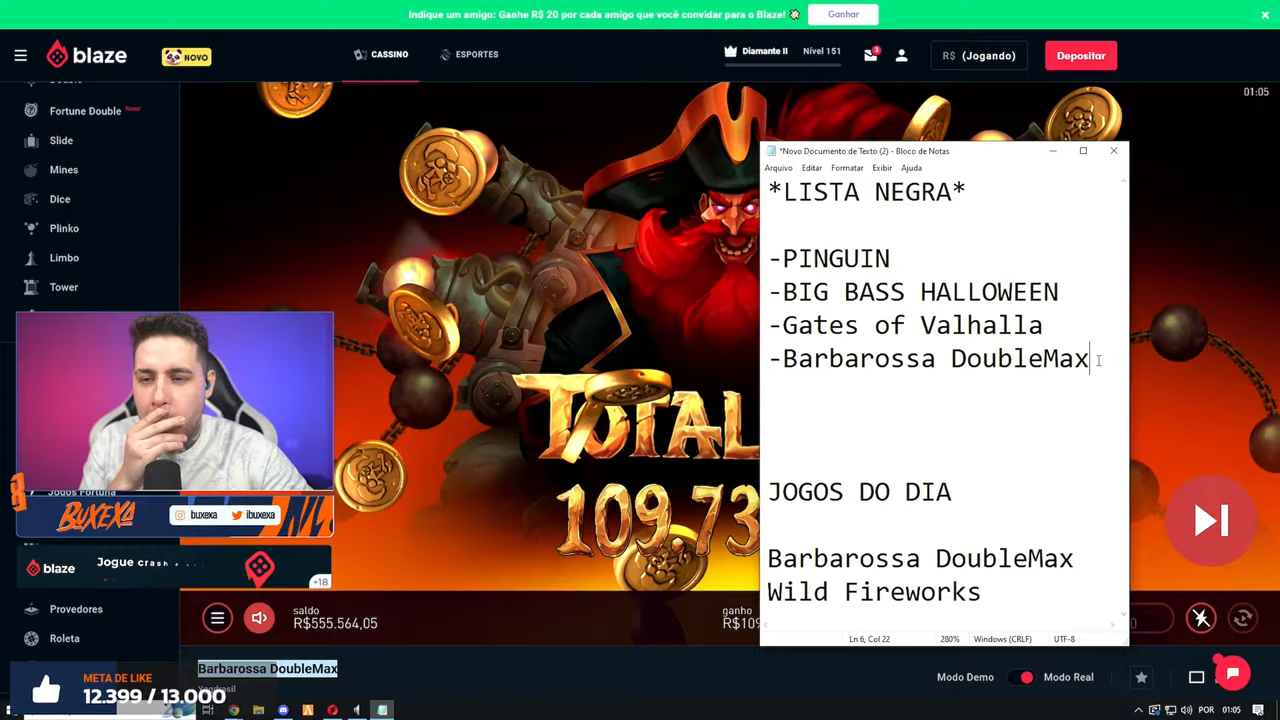 Indique um amigo: Ganhe R$ 20 por cada amigo que você convidar para o Blaze!
Ganhar
blaze
NOVO
CASSINO
ESPORTES
Diamante II
Nível 151
3
R$ (Jogando)
Depositar
Fortune Double Novo!
Slide
Mines
Dice
Plinko
Limbo
Tower
01:05
*Novo Documento de Texto (2) - Bloco de Notas
Arquivo Editar Formatar Exibir Ajuda
*LISTA NEGRA*
-PINGUIN
-BIG BASS HALLOWEEN
-Gates of Valhalla
-Barbarossa DoubleMax
JOGOS DO DIA
Barbarossa DoubleMax
Wild Fireworks
Ln 6, Col 22
280%
Windows (CRLF)
UTF-8
TOTAL
109.73
Jogos Fortuna
BUXEXA
buxexa
ibuxexa
blaze
Jogue crash
+18
Provedores
Roleta
saldo
R$555.564,05
ganho
Barbarossa DoubleMax
Yggdrasil
Modo Demo
Modo Real
META DE LIKE
12.399 / 13.000
POR
01:05